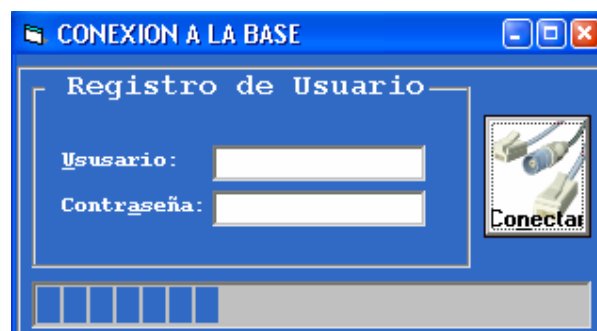 CONEXION A LA BASE
Registro de Usuario
Ususario:
Contraseña:
Conectar